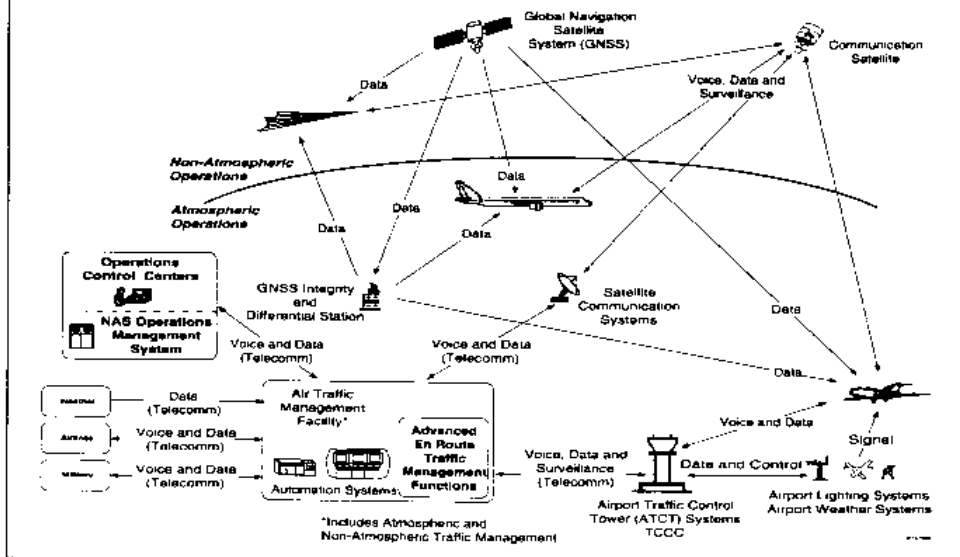 Global Navigation
Satellite
System (GNSS)
Communication
Satellite
Data
Voice, Data and
Surveillance
Non-Atmospheric
Operations
Atmospheric
Operations
Data
Data
Data
Data
Operations
Control Centers
NAS Operations
Management
System
GNSS Integrity
and
Differential Station
Satellite
Communication
Systems
Data
Voice and Data
(Telecomm)
Voice and Data
(Telecomm)
Data
Data
(Telecomm)
Air Traffic
Management
Facility*
Voice and Data
(Telecomm)
Military
Voice and Data
(Telecomm)
Automation Systems
Advanced
En Route
Traffic
Management
Functions
Voice, Data and
Surveillance
(Telecomm)
Voice and Data
Signal
Data and Control
Airport Traffic Control
Tower (ATCT) Systems
TCCC
Airport Lighting Systems
Airport Weather Systems
*Includes Atmospheric and
Non-Atmospheric Traffic Management